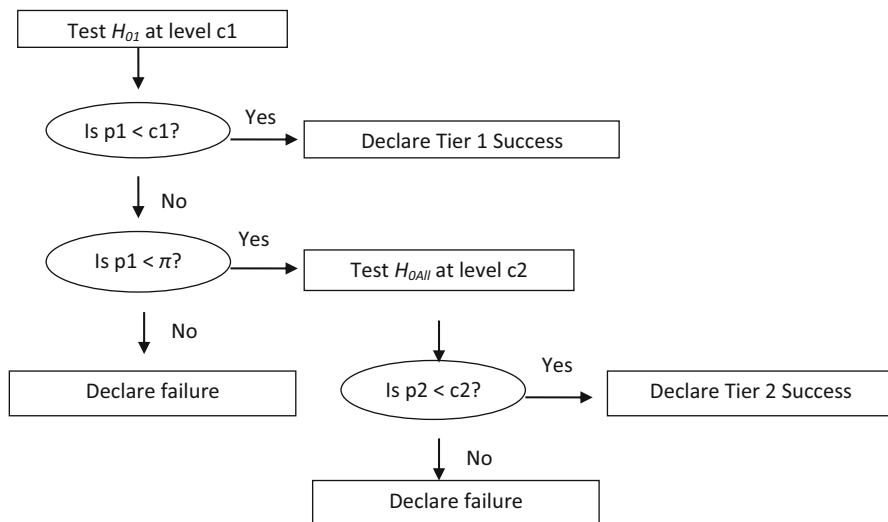 Test H01 at level c1
Is p1 < c1?
Yes
Declare Tier 1 Success
No
Is p1 < π?
Yes
Test H0All at level c2
No
Declare failure
Is p2 < c2?
Yes
Declare Tier 2 Success
No
Declare failure